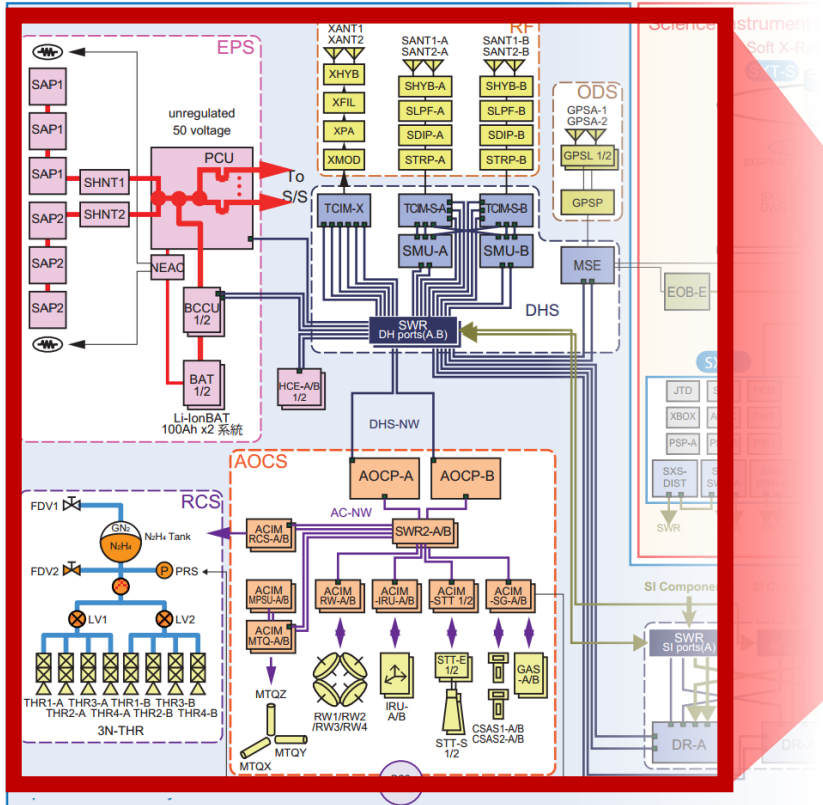 EPS
SAP1
SAP1
SAP1
SAP2
SAP2
SAP2
SHNT1
SHNT2
unregulated
50 voltage
PCU
To
S/S
NEAC
BCCU
1/2
BAT
1/2
Li-IonBAT
100Ah x2 系統
HCE-A/B
1/2
RF
XANT1
XANT2
XHYB
XFIL
XPA
XMOD
SANT1-A
SANT2-A
SHYB-A
SLPF-A
SDIP-A
STRP-A
SANT1-B
SANT2-B
SHYB-B
SLPF-B
SDIP-B
STRP-B
ODS
GPSA-1
GPSA-2
GPSL 1/2
GPSP
TCIM-X
TCIM-S-A
TCIM-S-B
SMU-A
SMU-B
MSE
SWR
DH ports(A.B)
DHS
DHS-NW
AOCS
AOCP-A
AOCP-B
AC-NW
SWR2-A/B
ACIM
RCS-A/B
ACIM
MPSU-A/B
ACIM
MTQ-A/B
ACIM
RW-A/B
ACIM
-IRU-A/B
ACIM
-STT 1/2
ACIM
-SG-A/B
MTQZ
MTQY
MTQX
RW1/RW2
/RW3/RW4
IRU-
A/B
STT-E
1/2
STT-S
1/2
CSAS1-A/B
CSAS2-A/B
GAS
-A/B
RCS
FDV1
GN2
N2H4
N2H4 Tank
FDV2
P
PRS
LV1
LV2
THR1-A THR3-A THR1-B THR3-B
THR2-A THR4-A THR2-B THR4-B
3N-THR
Science Instruments
Soft X-Ra
SXT-S
EOB-E
JTD
XBOX
PSP-A
SXS-
DIST
SWR
SI Compone
SWR
SI ports(A)
DR-A